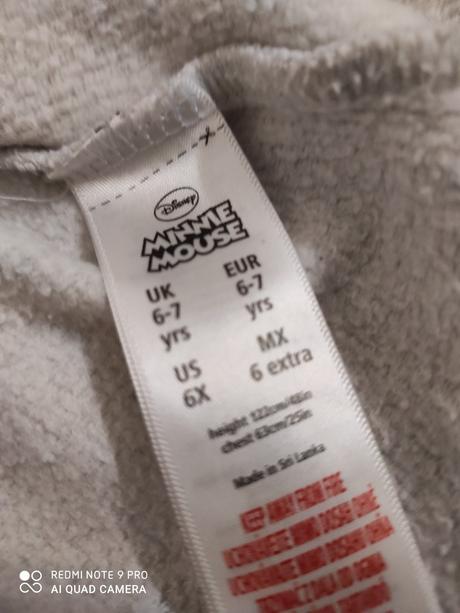 Disney
MINNIE
MOUSE
UK EUR
6-7 6-7
yrs yrs
US MX
6X 6 extra
height 122cm/48in
chest 63cm/25in
Made in Sri Lanka
AWAY FROM FIRE
REDMI NOTE 9 PRO
AI QUAD CAMERA